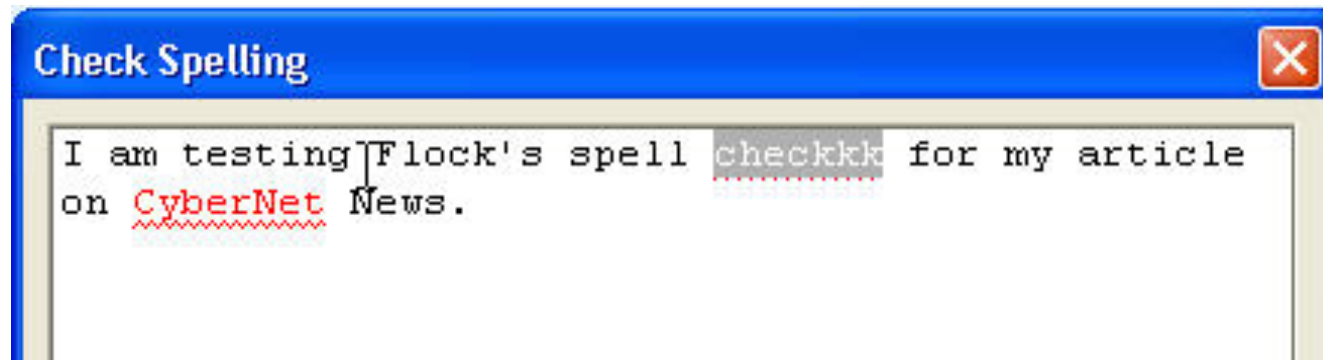 Check Spelling
I am testing Flock's spell checkkk for my article
on CyberNet News.